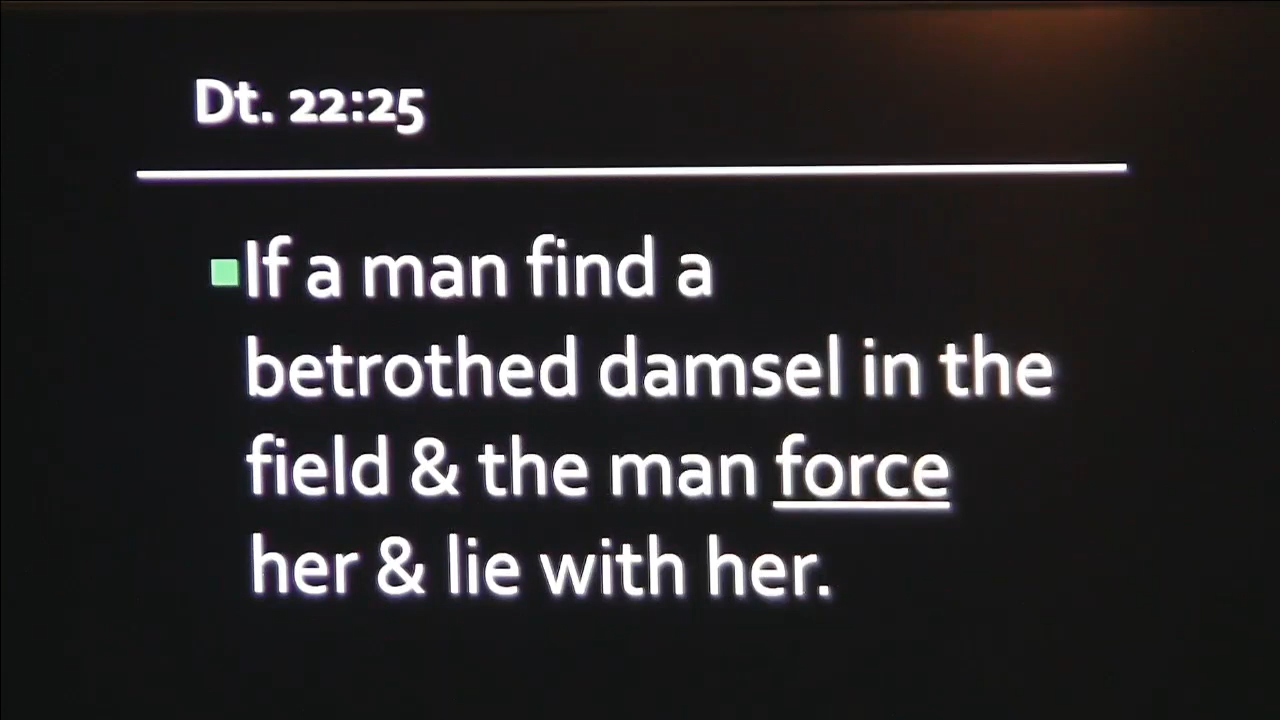 Dt. 22:25
If a man find a
betrothed damsel in the
field & the man force
her & lie with her.